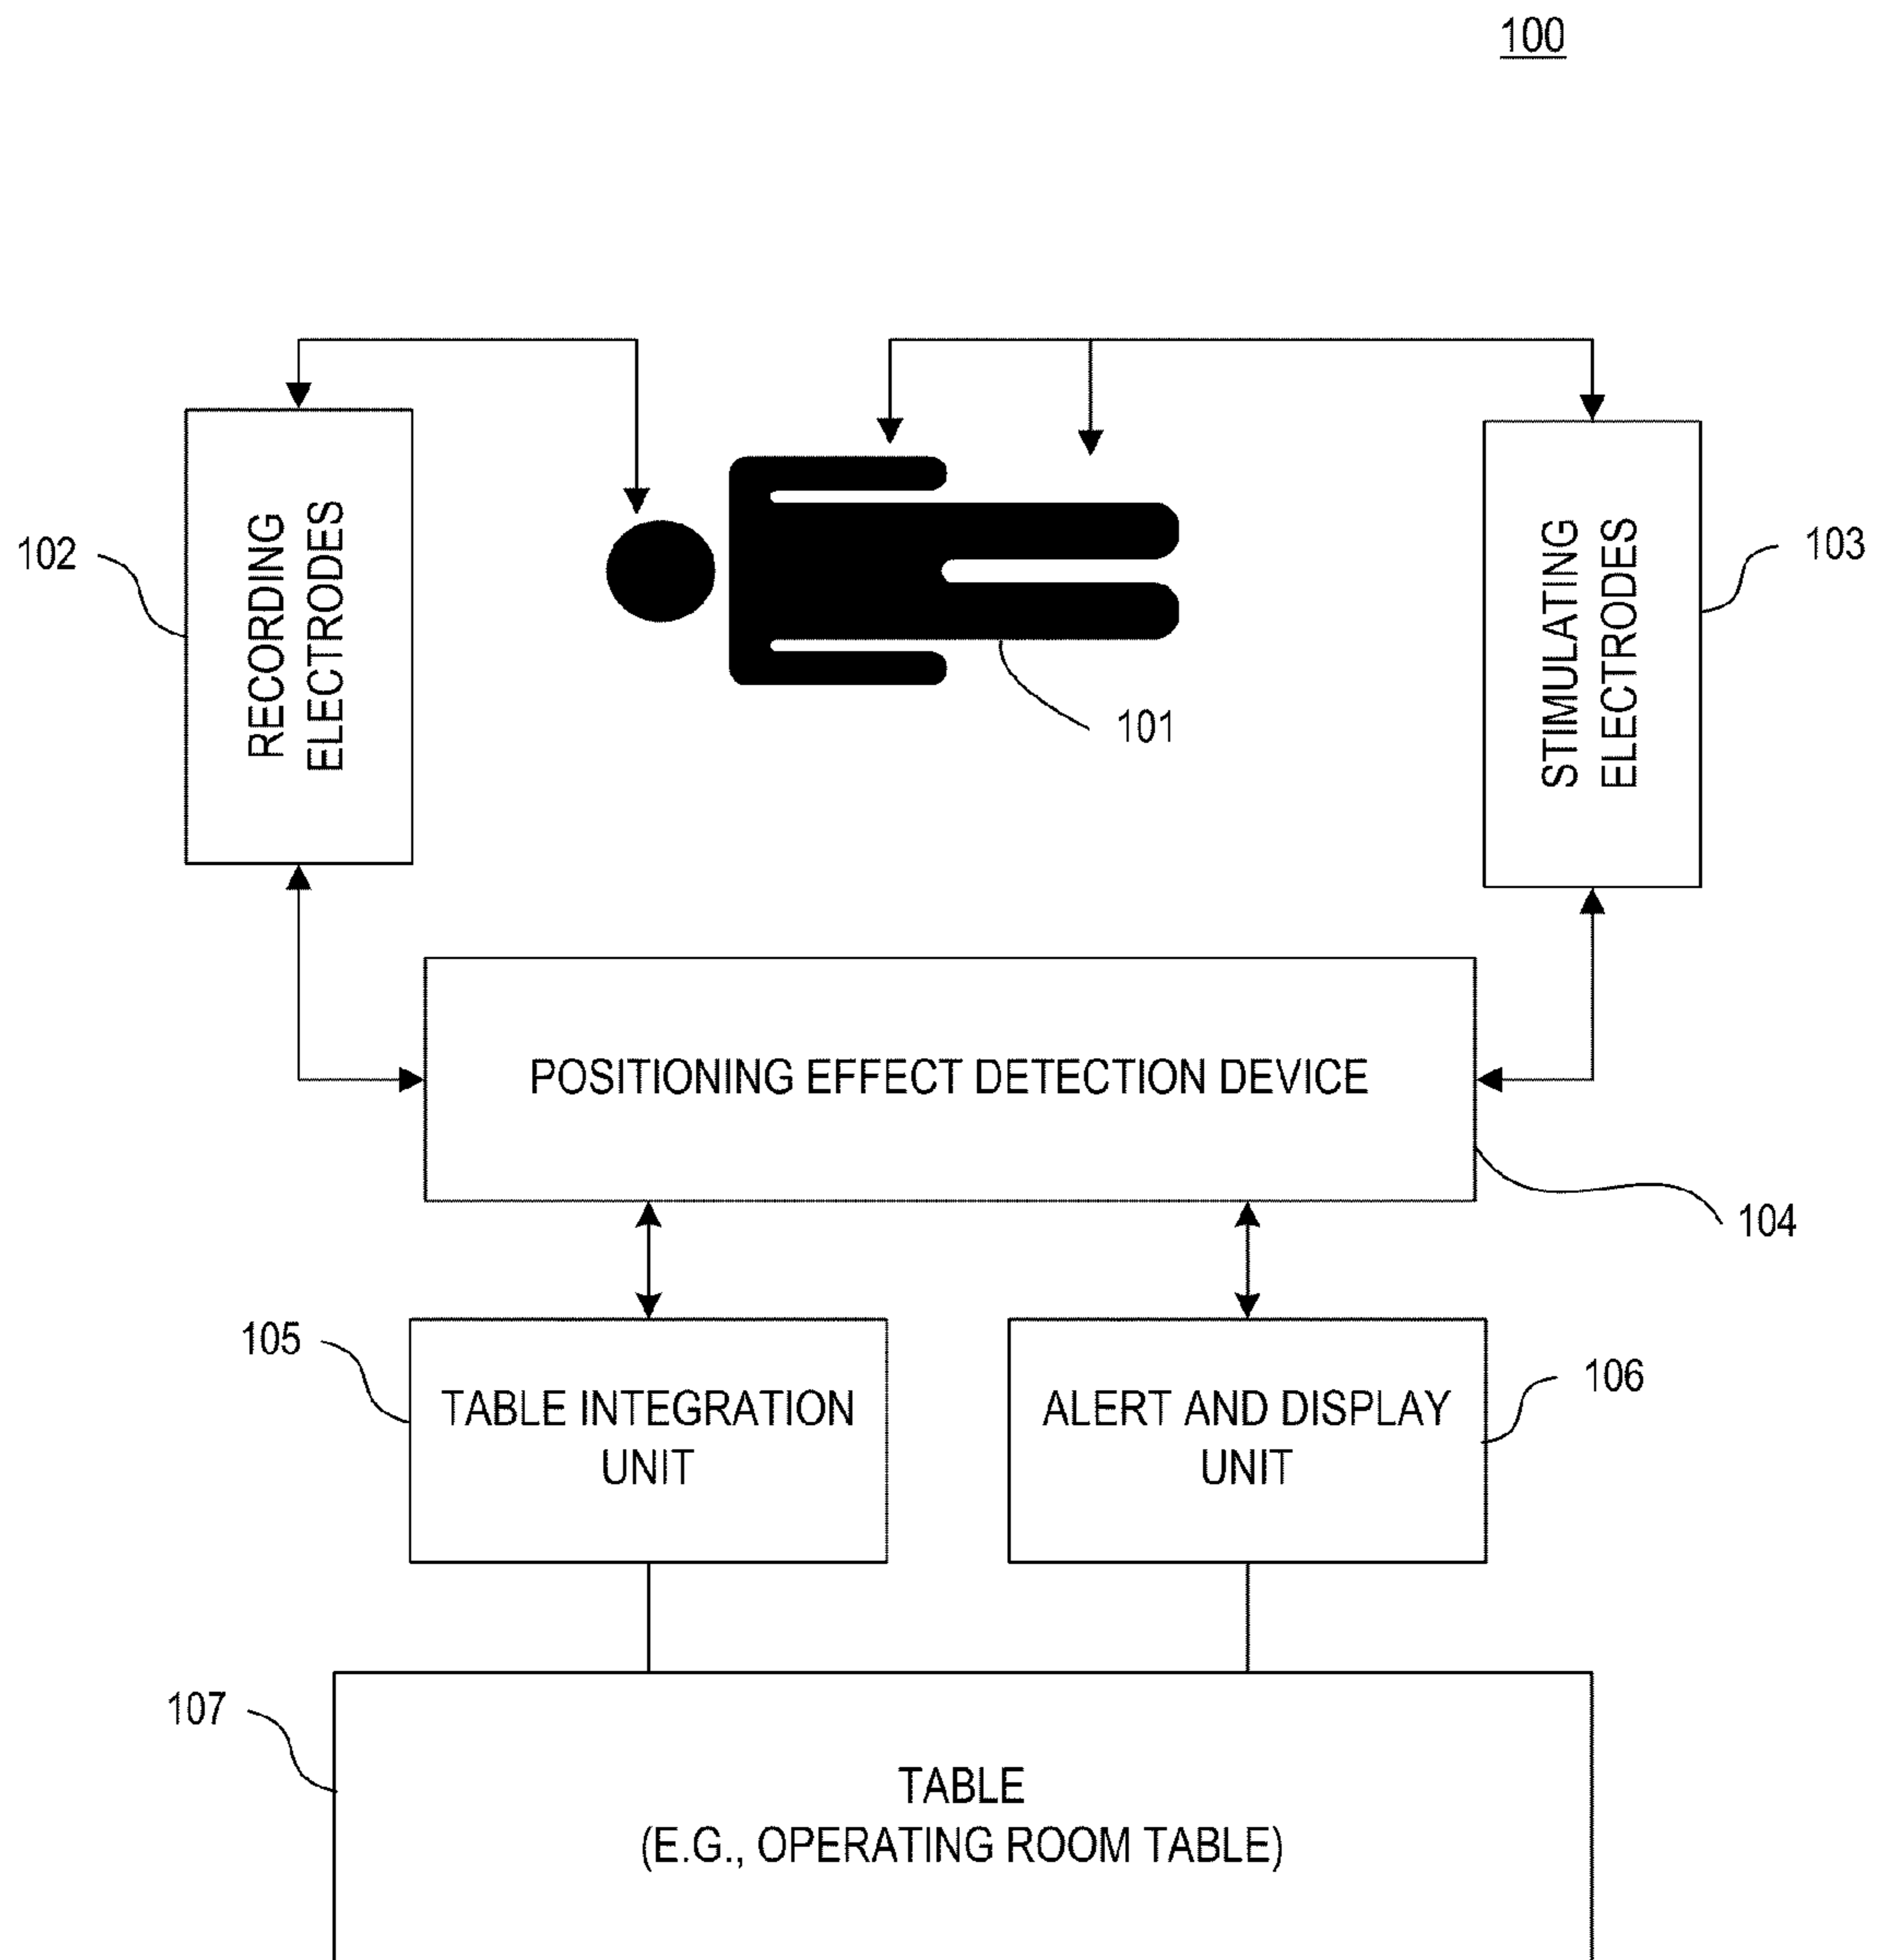 100
102
RECORDING
ELECTRODES
101
STIMULATING
ELECTRODES
103
POSITIONING EFFECT DETECTION DEVICE
104
105
TABLE INTEGRATION
UNIT
ALERT AND DISPLAY
UNIT
106
107
TABLE
(E.G., OPERATING ROOM TABLE)